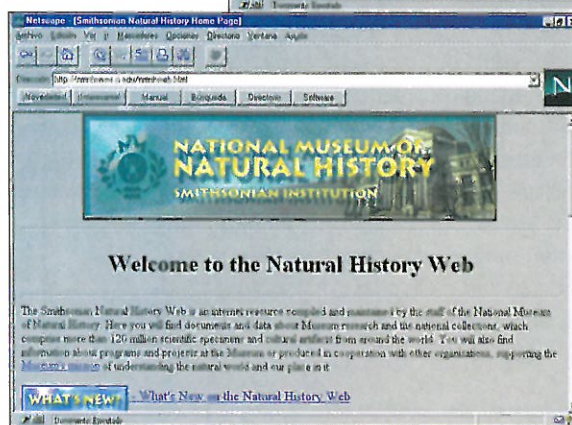 Documento: Ejecutado
Netscape - [Smithsonian Natural History Home Page]
Archivo Edición Ver Ir Marcadores Opciones Directorio Ventana Ayuda
Manual Búsqueda Directorio Software
N
NATIONAL MUSEUM OF
NATURAL HISTORY
SMITHSONIAN INSTITUTION
Welcome to the Natural History Web
The Smithsonian Natural History Web is an internet resource compiled and maintained by the staff of the National Museum
of Natural History. Here you will find documents and data about Museum research and the national collections, which
comprise more than 120 million scientific specimens and cultural artifacts from around the world. You will also find
information about programs and projects at the Museum or produced in cooperation with other organizations, supporting the
Museum's mission of understanding the natural world and our place in it.
WHAT'S NEW? - What's New on the Natural History Web
Documento: Ejecutado